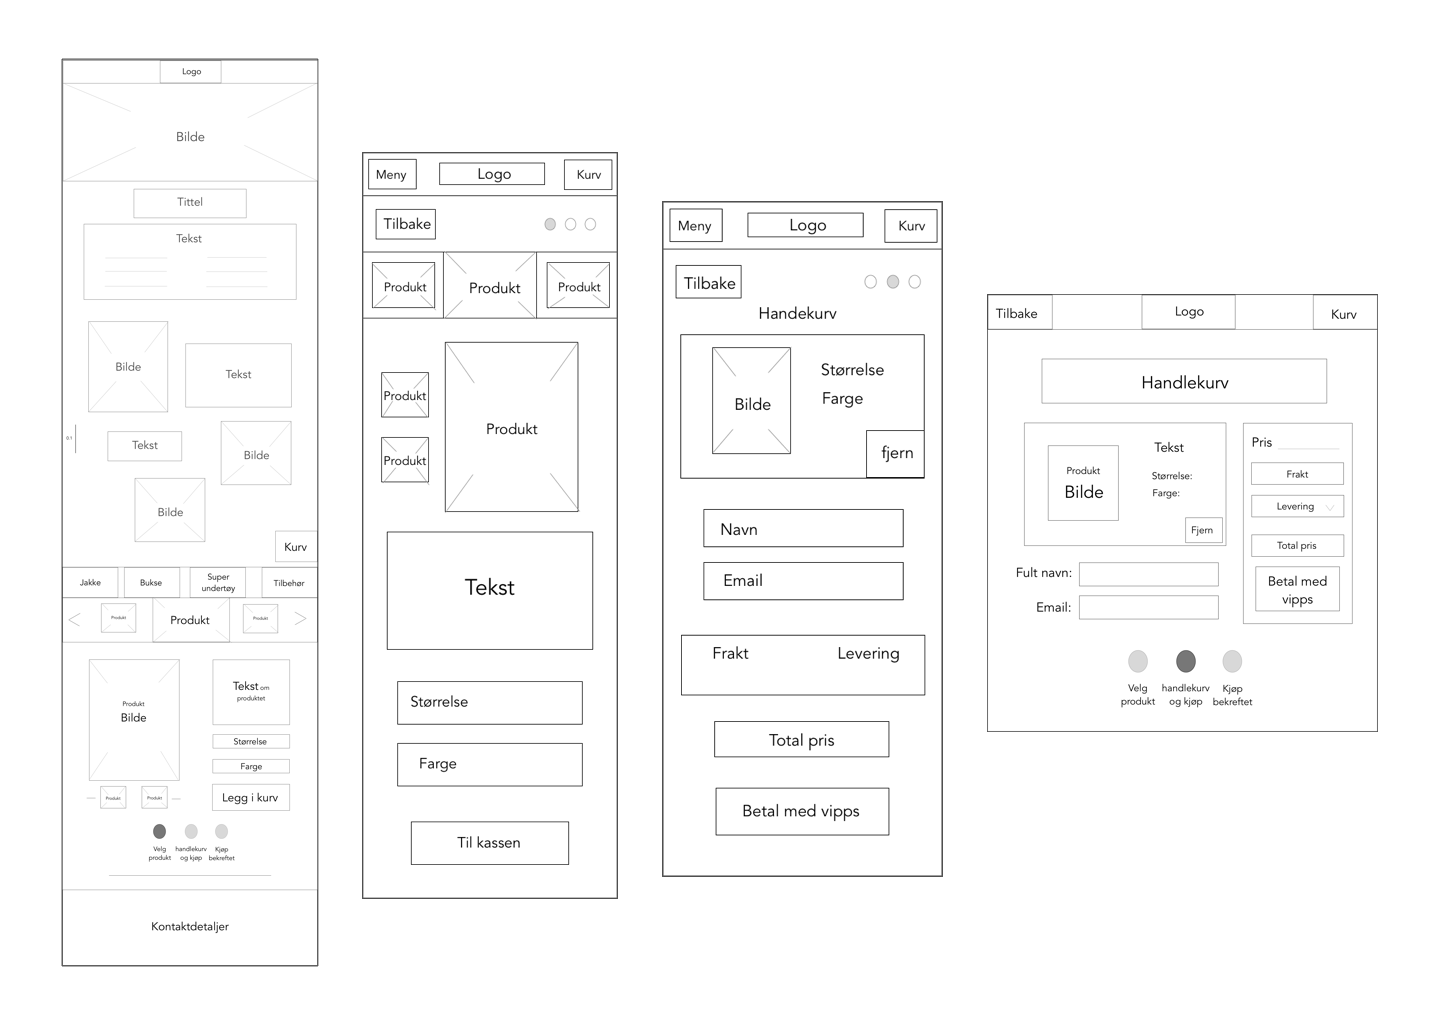 Logo
Bilde
Tittel
Tekst
Bilde
Tekst
Tekst
Bilde
Bilde
Kurv
Jakke
Bukse
Super
undertøy
Tilbehør
Produkt
Produkt
Produkt
Produkt
Bilde
Tekst om
produktet
Størrelse
Farge
Legg i kurv
Produkt
Produkt
Velg
produkt
handlekurv
og kjøp
Kjøp
bekreftet
Kontaktdetaljer
Meny
Logo
Kurv
Tilbake
Produkt
Produkt
Produkt
Produkt
Produkt
Produkt
Tekst
Størrelse
Farge
Til kassen
Meny
Logo
Kurv
Tilbake
Handekurv
Bilde
Størrelse
Farge
fjern
Navn
Email
Frakt
Levering
Total pris
Betal med vipps
Tilbake
Logo
Kurv
Handlekurv
Produkt
Bilde
Tekst
Størrelse:
Farge:
Fjern
Pris
Frakt
Levering
Total pris
Betal med
vipps
Fult navn:
Email:
Velg
produkt
handlekurv
og kjøp
Kjøp
bekreftet